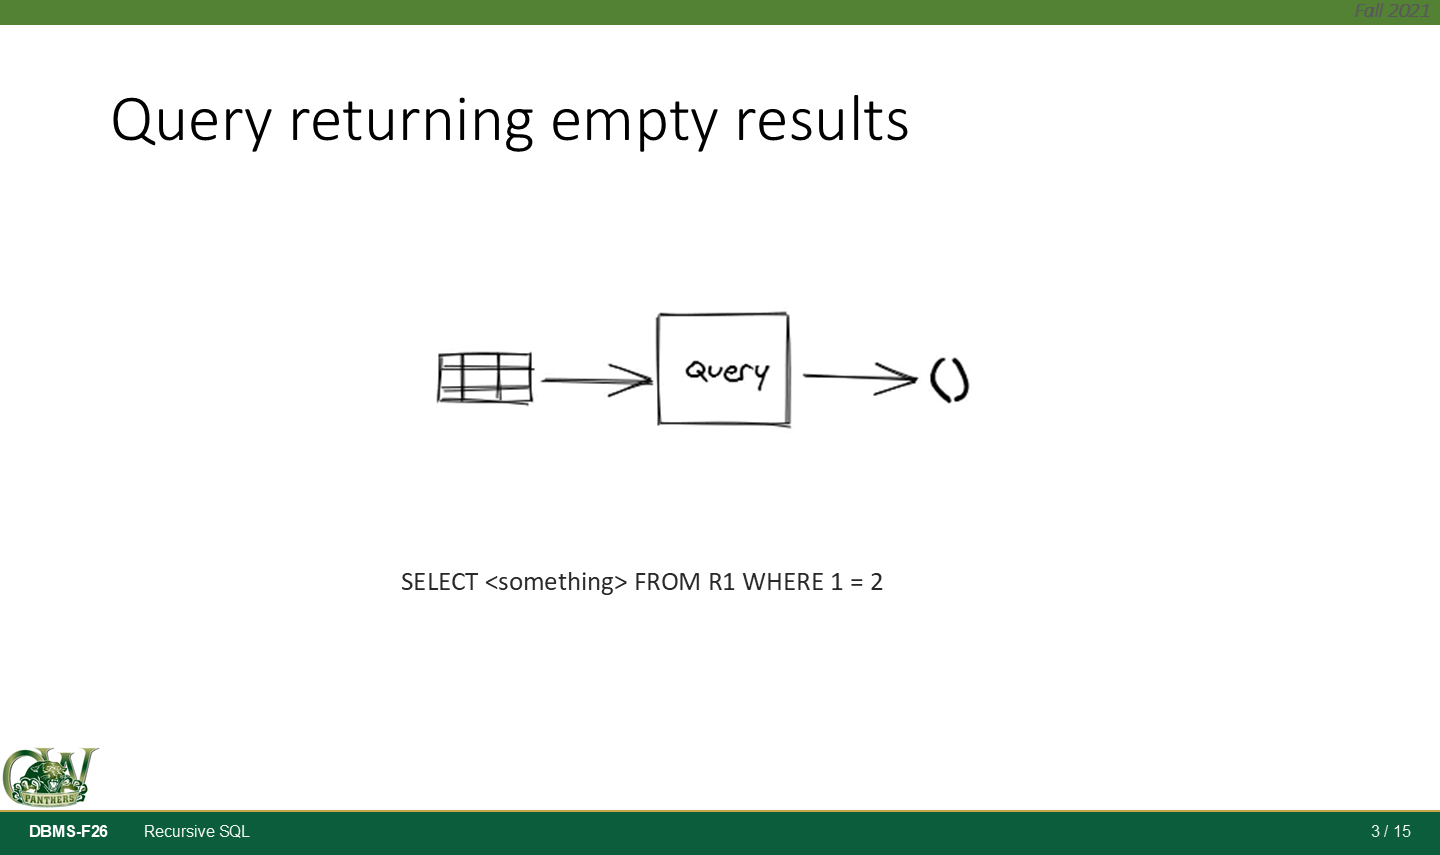 Fall 2021
Query returning empty results
Query
()
SELECT <something> FROM R1 WHERE 1 = 2
OW
PANTHERS
DBMS-F26 Recursive SQL 3 / 15